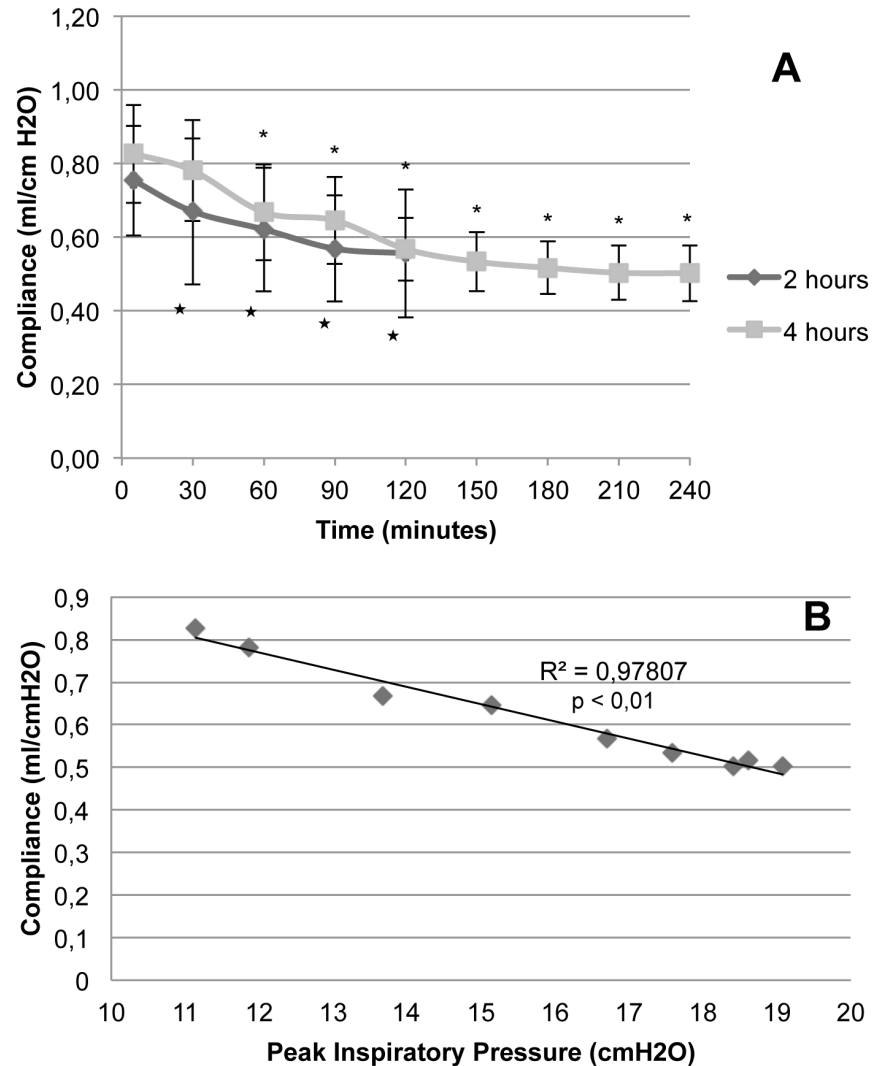 A
1,20
1,00
0,80
0,60
0,40
0,20
0,00
Compliance (ml/cm H2O)
* * * * * * *
★ ★ ★ ★
0 30 60 90 120 150 180 210 240
Time (minutes)
2 hours
4 hours
B
0,9
0,8
0,7
0,6
0,5
0,4
0,3
0,2
0,1
0
Compliance (ml/cmH2O)
R² = 0,97807
p < 0,01
10 11 12 13 14 15 16 17 18 19 20
Peak Inspiratory Pressure (cmH2O)